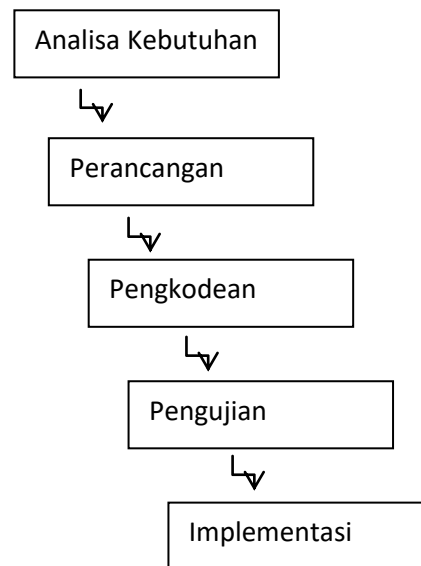 Analisa Kebutuhan
Perancangan
Pengkodean
Pengujian
Implementasi